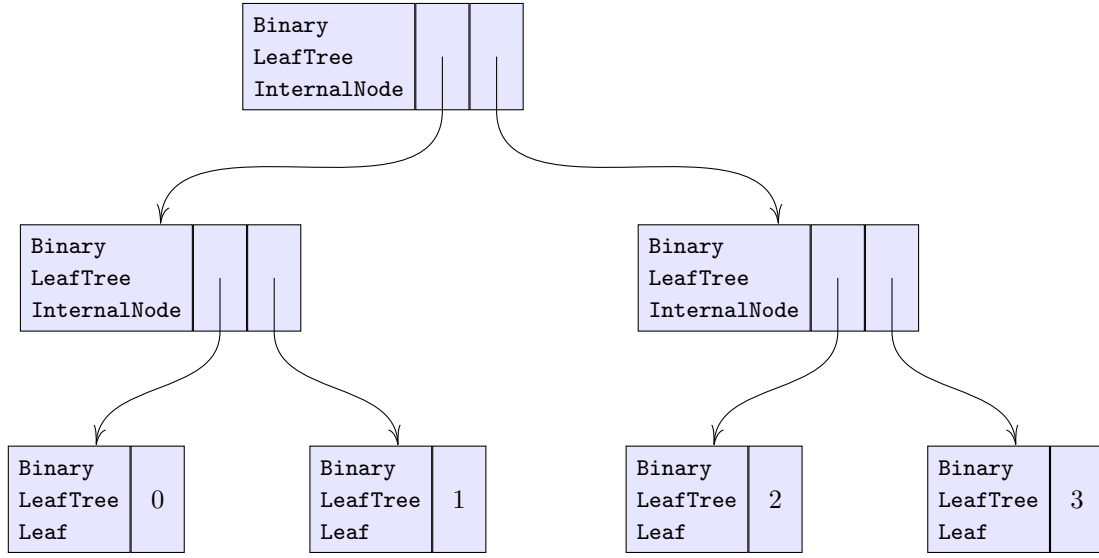 Binary
LeafTree
InternalNode
Binary
LeafTree
InternalNode
Binary
LeafTree
InternalNode
Binary
LeafTree
Leaf
0
Binary
LeafTree
Leaf
1
Binary
LeafTree
Leaf
2
Binary
LeafTree
Leaf
3